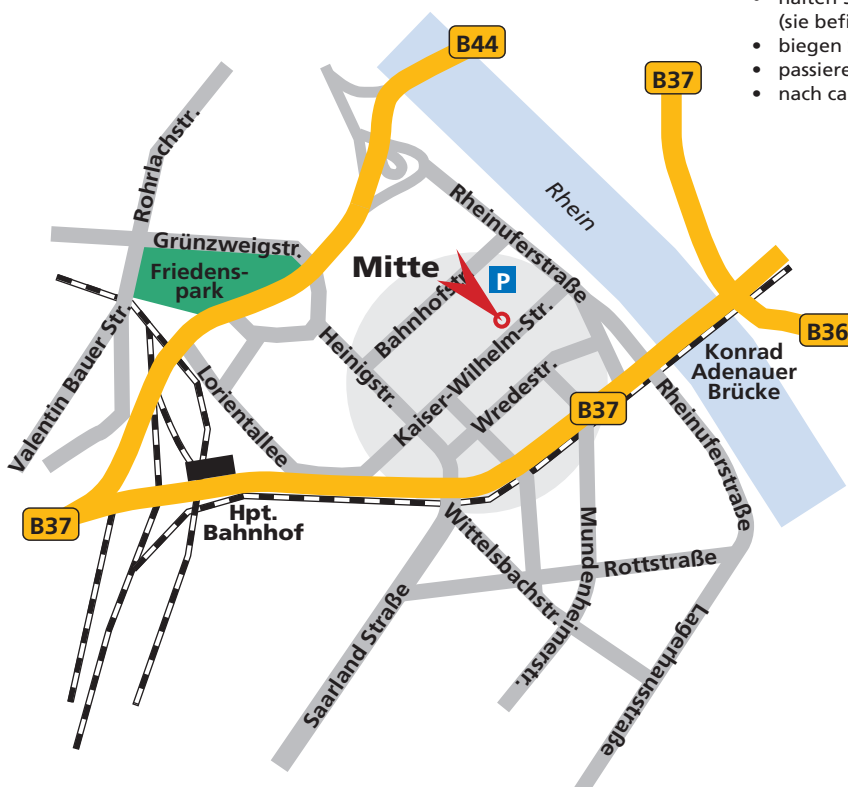 (sie befi
• biegen
• passiere
• nach ca
B44
B37
Rohrlachstr.
Rhein
Rheinuferstraße
Grünzweigstr.
Friedens-
park
Mitte
P
Bahnhofstr.
Heinigstr.
Kaiser-Wilhelm-Str.
Wredestr.
B36
Konrad
Adenauer
Brücke
Valentin Bauer Str.
Lorientallee
B37
Rheinuferstraße
B37
Hpt.
Bahnhof
Wittelsbachstr.
Mundenheimerstr.
Rottstraße
Saarland Straße
Lagerhausstraße